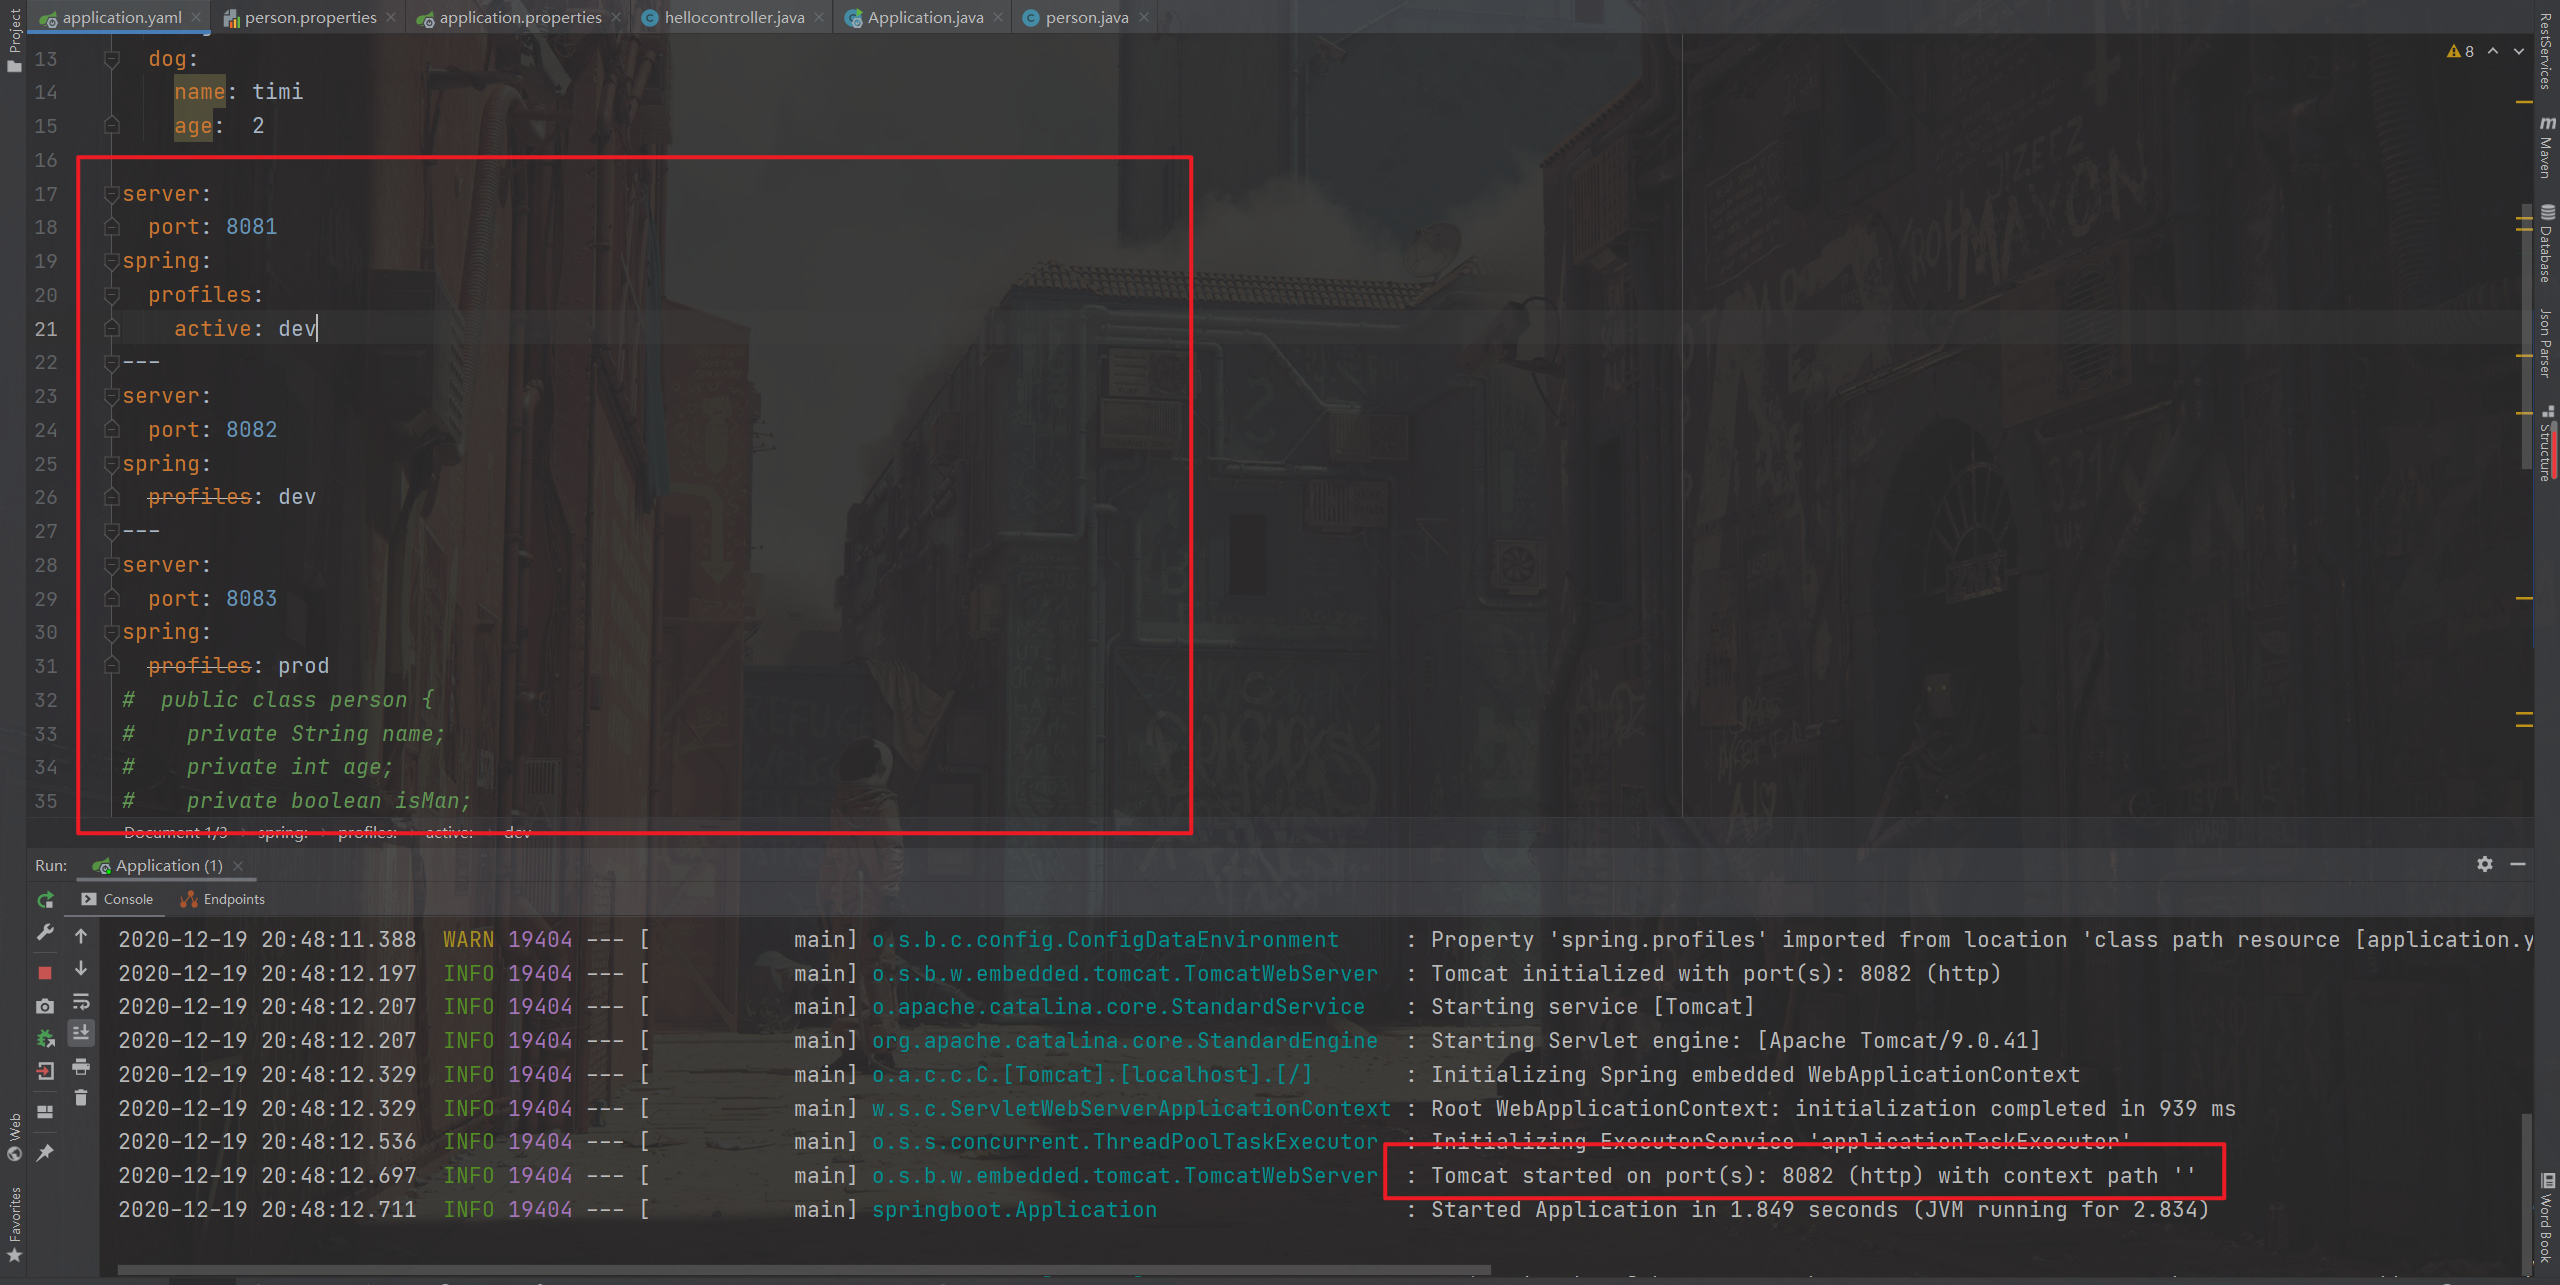 application.yaml
person.properties
application.properties
hellocontroller.java
Application.java
person.java
Project
RestServices
8
Maven
Database
Json Parser
Structure
13 dog:
14 name: timi
15 age: 2
16
17 server:
18 port: 8081
19 spring:
20 profiles:
21 active: dev
22 ---
23 server:
24 port: 8082
25 spring:
26 profiles: dev
27 ---
28 server:
29 port: 8083
30 spring:
31 profiles: prod
32 # public class person {
33 # private String name;
34 # private int age;
35 # private boolean isMan;
Document 1/3 › spring: › profiles: › active: › dev
Run: Application (1)
Console Endpoints
2020-12-19 20:48:11.388 WARN 19404 --- [ main] o.s.b.c.config.ConfigDataEnvironment : Property 'spring.profiles' imported from location 'class path resource [application.y
2020-12-19 20:48:12.197 INFO 19404 --- [ main] o.s.b.w.embedded.tomcat.TomcatWebServer : Tomcat initialized with port(s): 8082 (http)
2020-12-19 20:48:12.207 INFO 19404 --- [ main] o.apache.catalina.core.StandardService : Starting service [Tomcat]
2020-12-19 20:48:12.207 INFO 19404 --- [ main] org.apache.catalina.core.StandardEngine : Starting Servlet engine: [Apache Tomcat/9.0.41]
2020-12-19 20:48:12.329 INFO 19404 --- [ main] o.a.c.c.C.[Tomcat].[localhost].[/] : Initializing Spring embedded WebApplicationContext
2020-12-19 20:48:12.329 INFO 19404 --- [ main] w.s.c.ServletWebServerApplicationContext : Root WebApplicationContext: initialization completed in 939 ms
2020-12-19 20:48:12.536 INFO 19404 --- [ main] o.s.s.concurrent.ThreadPoolTaskExecutor : Initializing ExecutorService 'applicationTaskExecutor'
2020-12-19 20:48:12.697 INFO 19404 --- [ main] o.s.b.w.embedded.tomcat.TomcatWebServer : Tomcat started on port(s): 8082 (http) with context path ''
2020-12-19 20:48:12.711 INFO 19404 --- [ main] springboot.Application : Started Application in 1.849 seconds (JVM running for 2.834)
Web
Favorites
Word Book